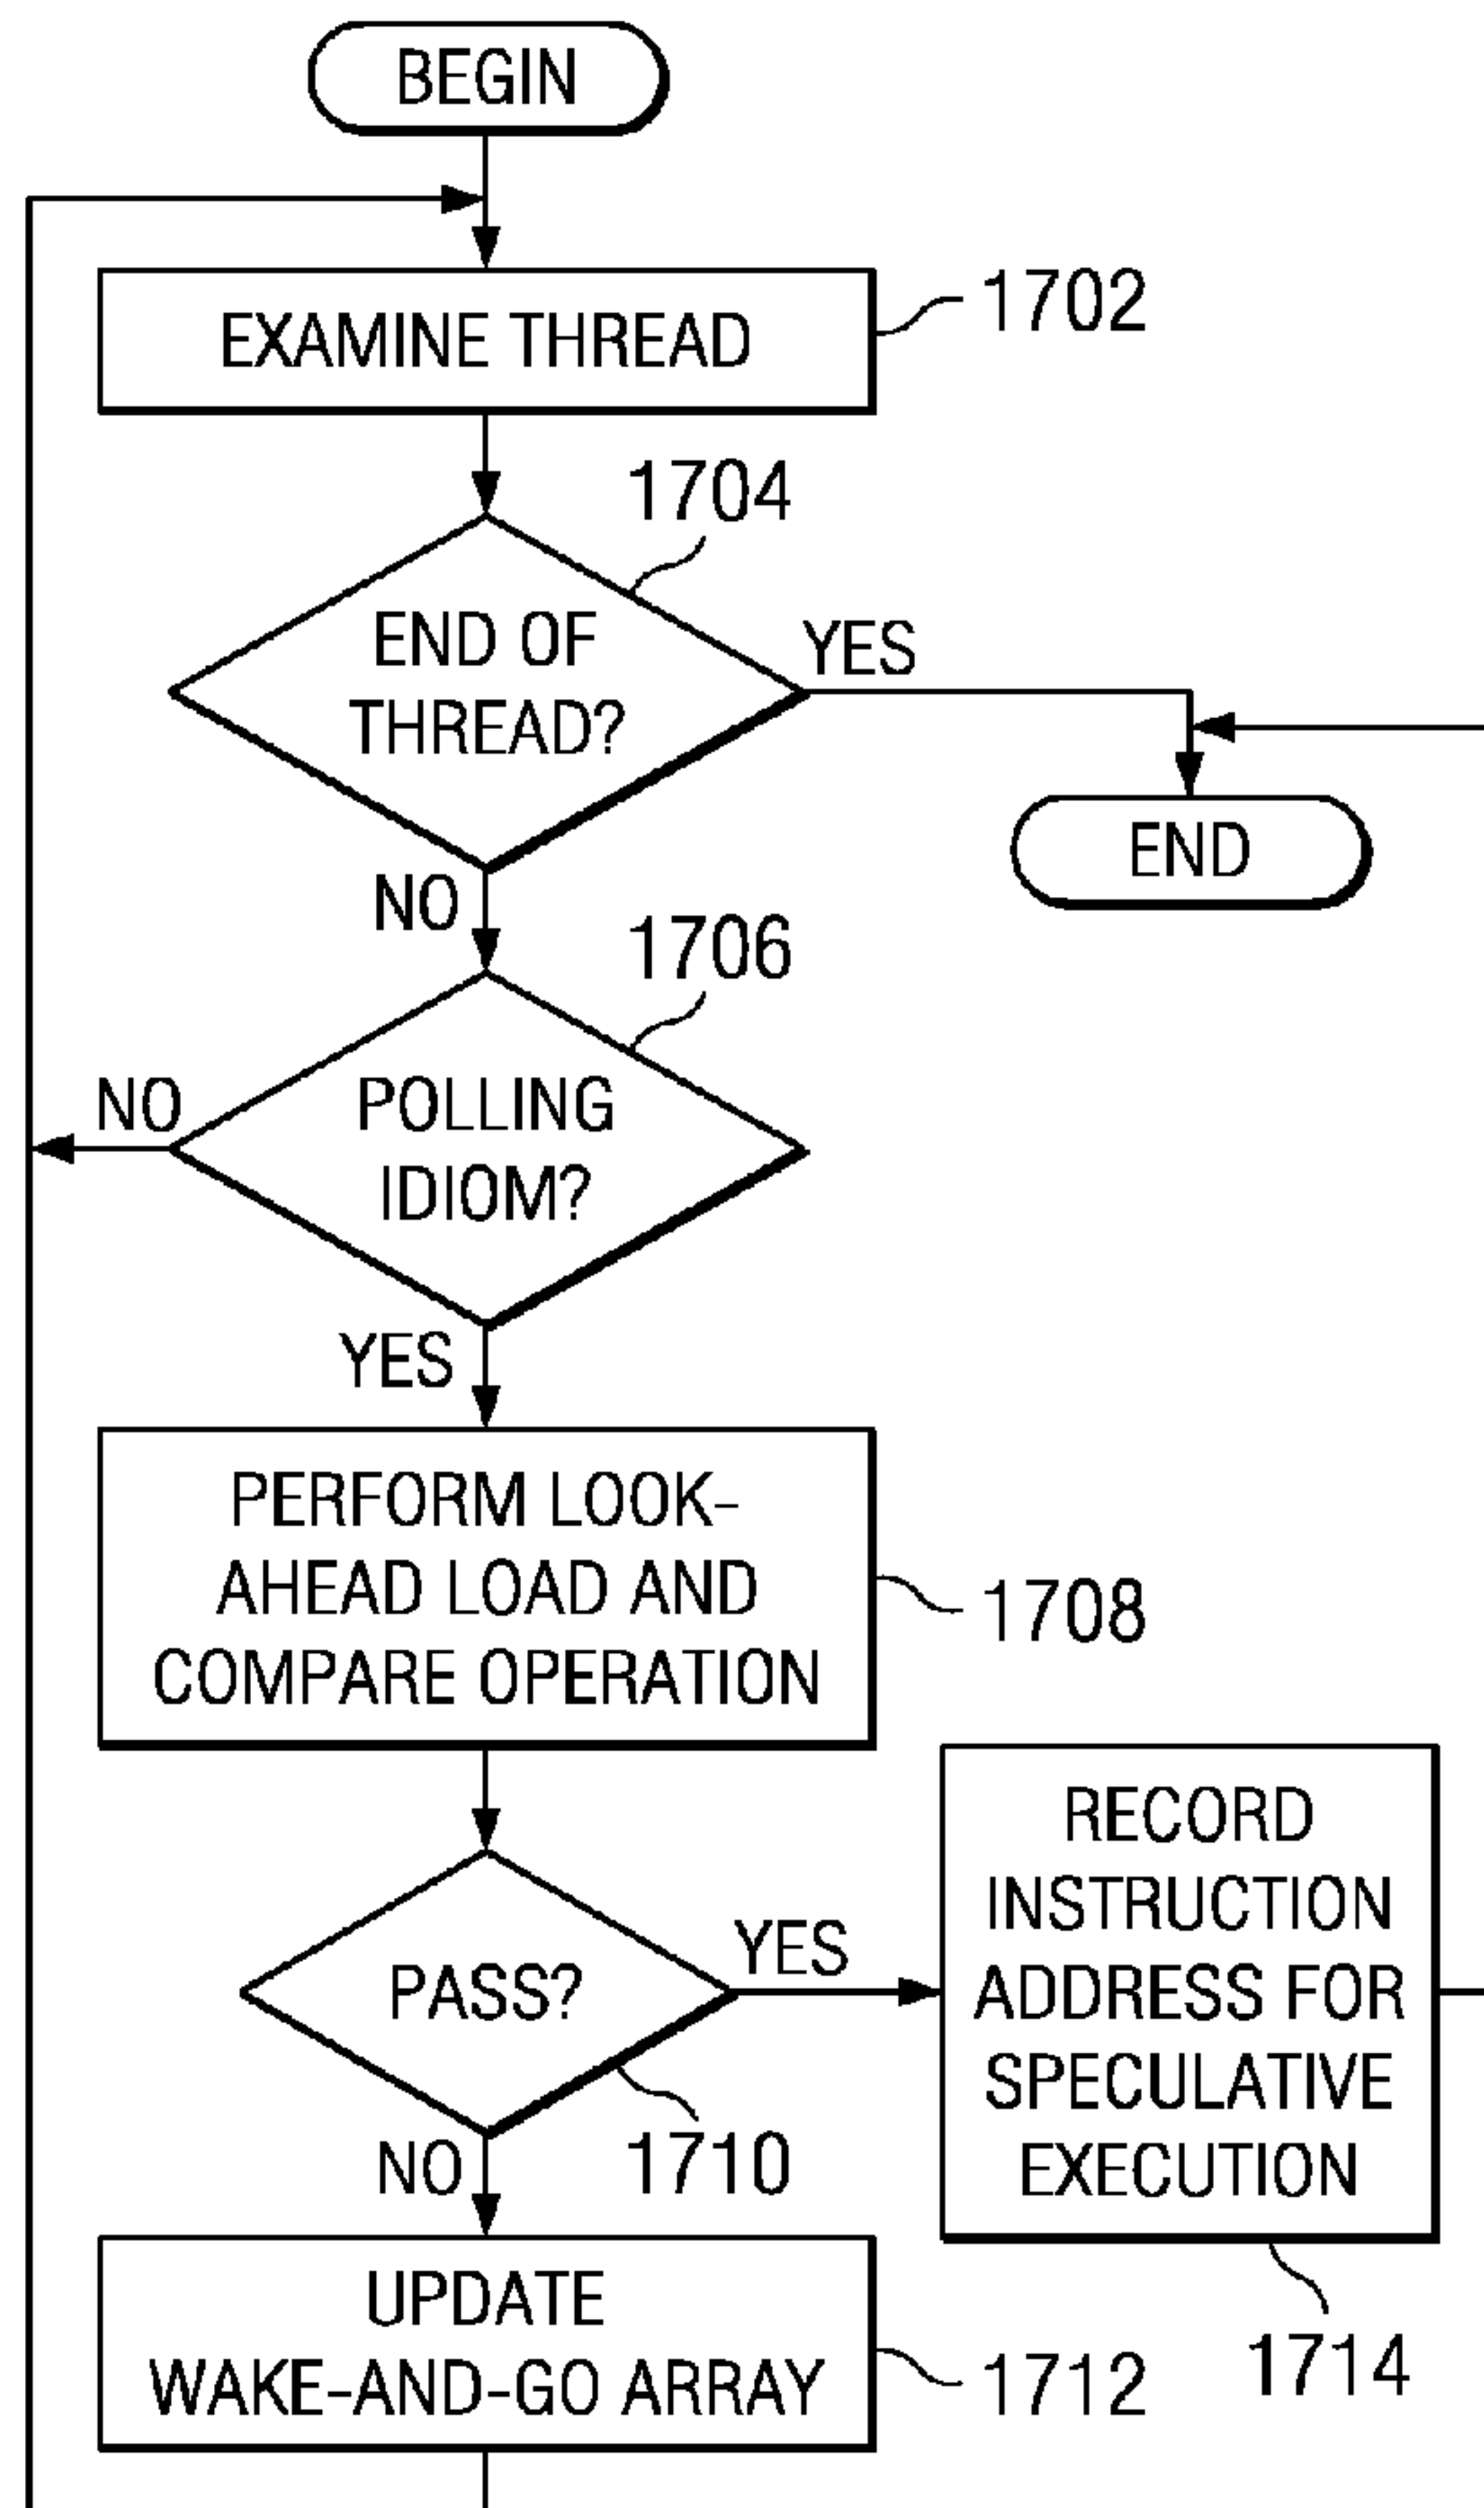 BEGIN
EXAMINE THREAD
1702
1704
END OF
THREAD?
YES
END
NO
1706
POLLING
IDIOM?
NO
YES
PERFORM LOOK-
AHEAD LOAD AND
COMPARE OPERATION
1708
PASS?
YES
1710
NO
RECORD
INSTRUCTION
ADDRESS FOR
SPECULATIVE
EXECUTION
1714
UPDATE
WAKE-AND-GO ARRAY
1712